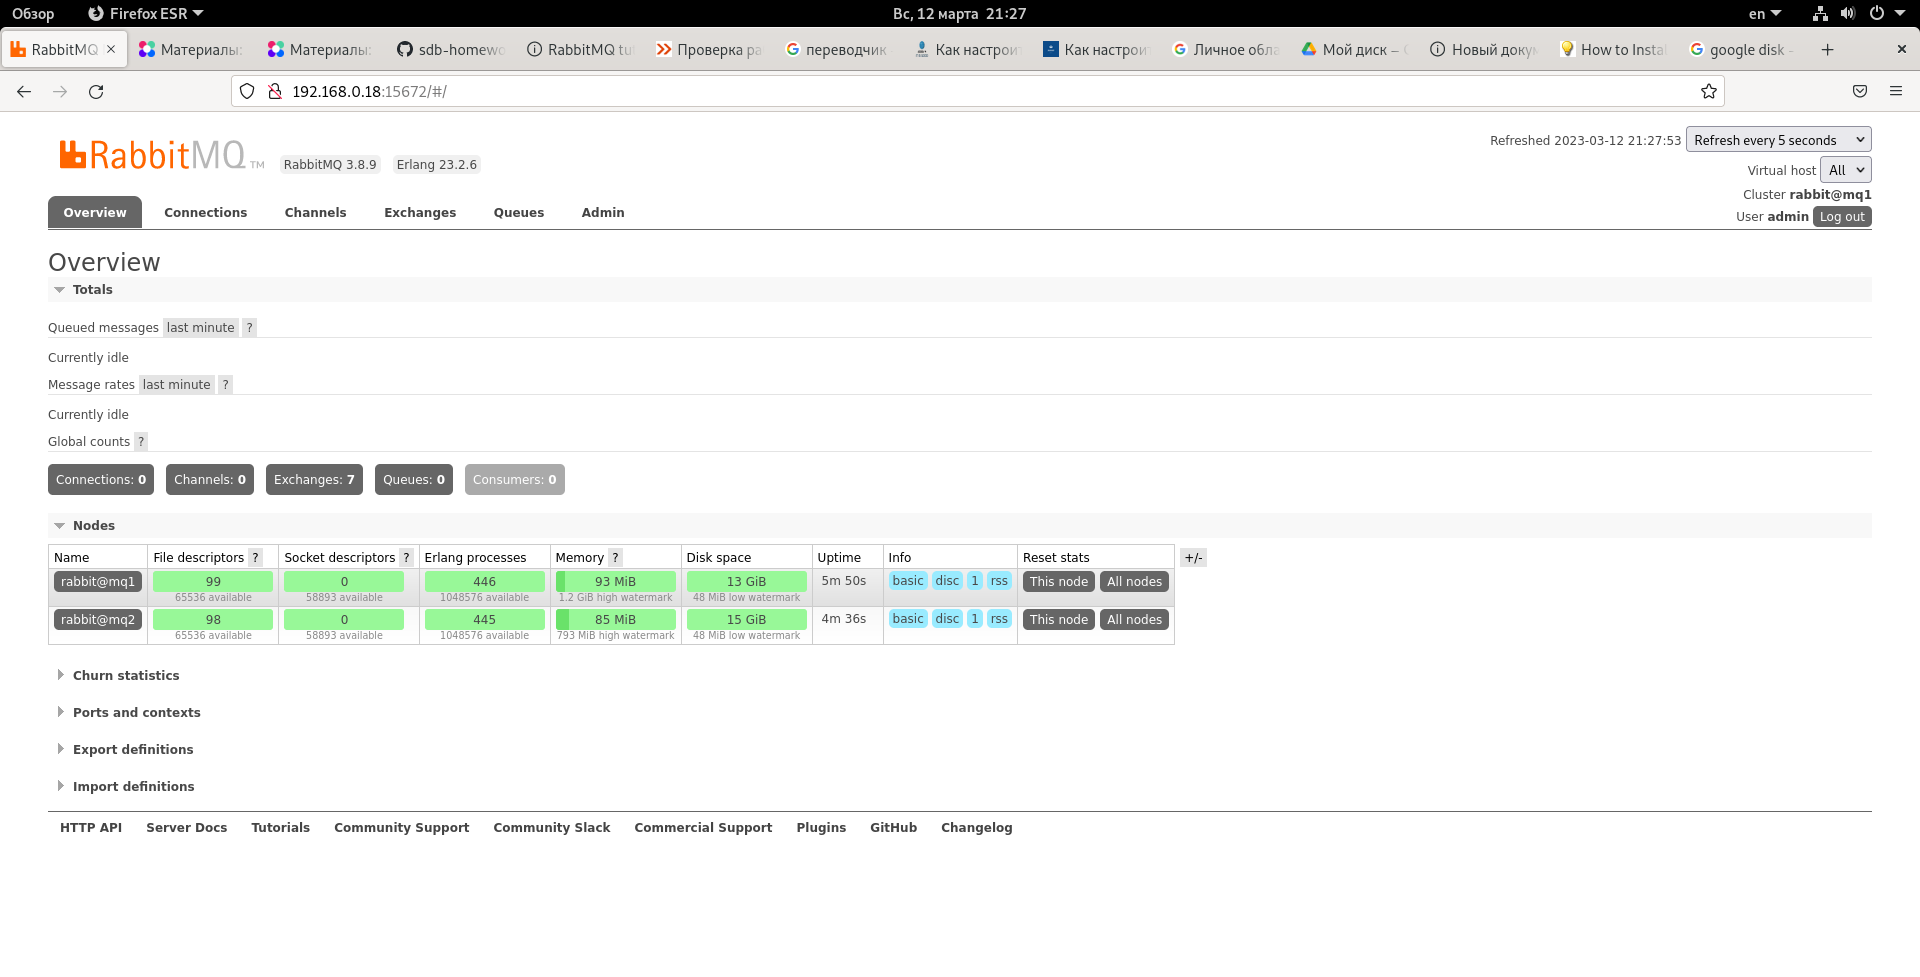 Обзор Firefox ESR Вс, 12 марта 21:27 en
RabbitMQ Материалы: Материалы: sdb-homewo RabbitMQ tu Проверка ра переводчик Как настрои Как настрои Личное обла Мой диск – Новый докум How to Insta google disk -
192.168.0.18:15672/#/
RabbitMQ TM RabbitMQ 3.8.9 Erlang 23.2.6
Refreshed 2023-03-12 21:27:53 Refresh every 5 seconds
Virtual host All
Cluster rabbit@mq1
User admin Log out
Overview Connections Channels Exchanges Queues Admin
Overview
Totals
Queued messages last minute ?
Currently idle
Message rates last minute ?
Currently idle
Global counts ?
Connections: 0 Channels: 0 Exchanges: 7 Queues: 0 Consumers: 0
Nodes
Name File descriptors ? Socket descriptors ? Erlang processes Memory ? Disk space Uptime Info Reset stats +/-
rabbit@mq1 99 0 446 93 MiB 13 GiB 5m 50s basic disc 1 rss This node All nodes
65536 available 58893 available 1048576 available 1.2 GiB high watermark 48 MiB low watermark
rabbit@mq2 98 0 445 85 MiB 15 GiB 4m 36s basic disc 1 rss This node All nodes
65536 available 58893 available 1048576 available 793 MiB high watermark 48 MiB low watermark
Churn statistics
Ports and contexts
Export definitions
Import definitions
HTTP API Server Docs Tutorials Community Support Community Slack Commercial Support Plugins GitHub Changelog